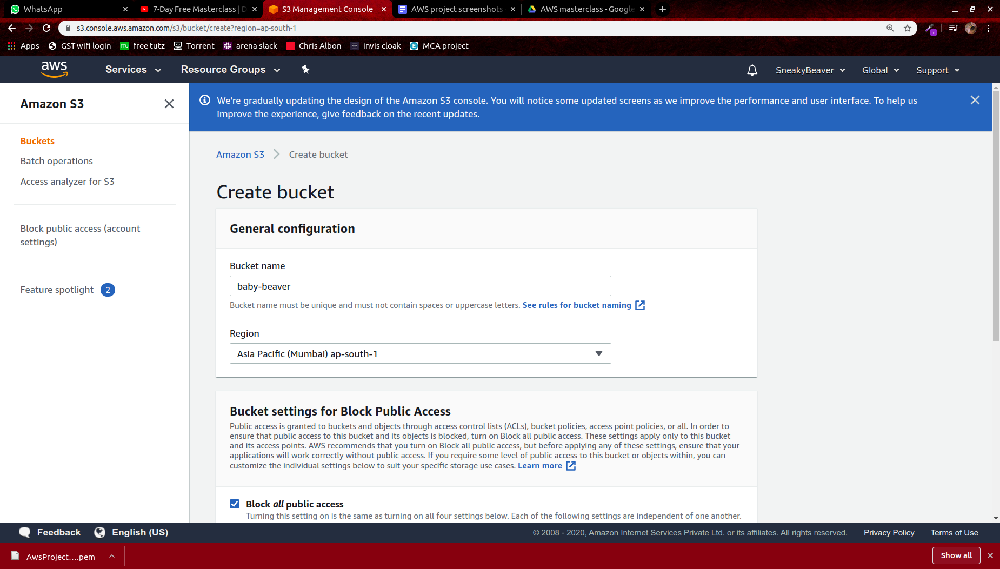 WhatsApp
7-Day Free Masterclass | D
S3 Management Console
AWS project screenshots
AWS masterclass - Google
s3.console.aws.amazon.com/s3/bucket/create?region=ap-south-1
Apps
GST wifi login
FTU
free tutz
Torrent
arena slack
Chris Albon
invis cloak
E
MCA project
aws
Services
Resource Groups
SneakyBeaver
Global
Support
Amazon S3
Buckets
Batch operations
Access analyzer for S3
Block public access (account
settings)
Feature spotlight 2
We're gradually updating the design of the Amazon S3 console. You will notice some updated screens as we improve the performance and user interface. To help us
improve the experience, give feedback on the recent updates.
Amazon S3
Create bucket
Create bucket
General configuration
Bucket name
baby-beaver
Bucket name must be unique and must not contain spaces or uppercase letters. See rules for bucket naming
Region
Asia Pacific (Mumbai) ap-south-1
Bucket settings for Block Public Access
Public access is granted to buckets and objects through access control lists (ACLs), bucket policies, access point policies, or all. In order to
ensure that public access to this bucket and its objects is blocked, turn on Block all public access. These settings apply only to this bucket
and its access points. AWS recommends that you turn on Block all public access, but before applying any of these settings, ensure that your
applications will work correctly without public access. If you require some level of public access to this bucket or objects within, you can
customize the individual settings below to suit your specific storage use cases. Learn more
Block all public access
Turning this setting on is the same as turning on all four settings below. Each of the following settings are independent of one another.
Feedback
English (US)
© 2008 - 2020, Amazon Internet Services Private Ltd. or its affiliates. All rights reserved.
Privacy Policy
Terms of Use
AwsProject....pem
Show all